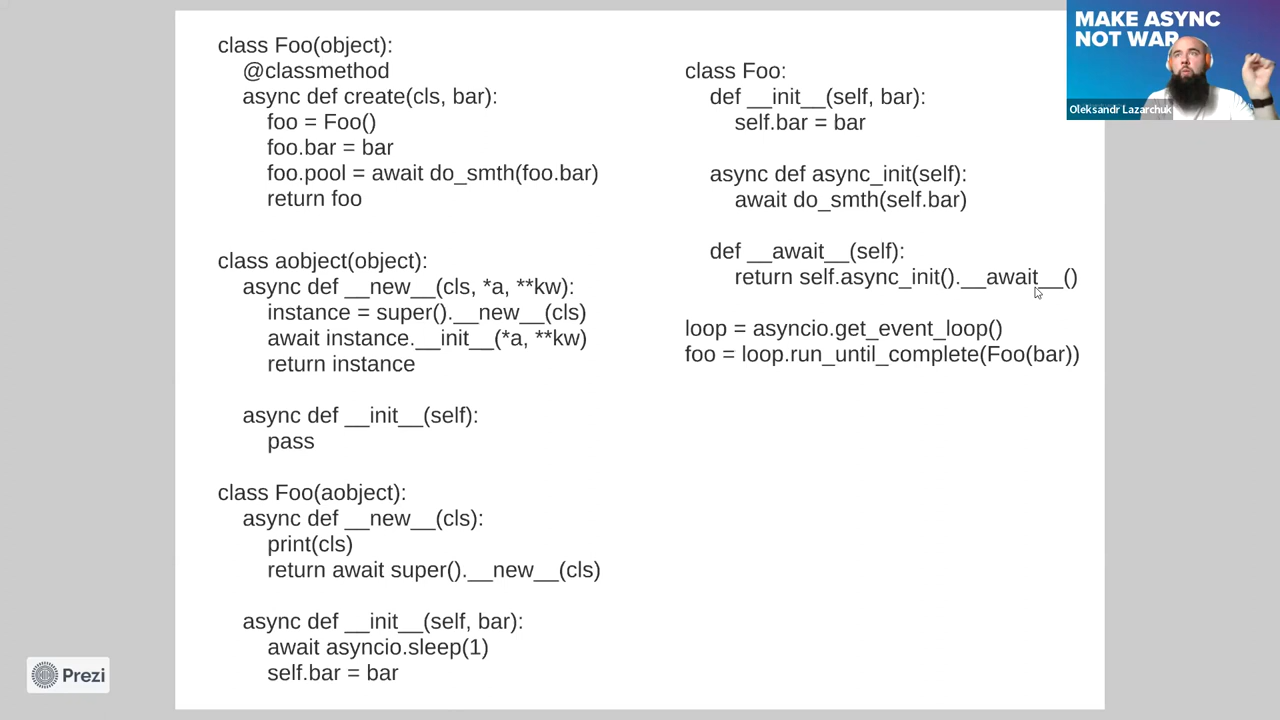 class Foo(object):
@classmethod
async def create(cls, bar):
foo = Foo()
foo.bar = bar
foo.pool = await do_smth(foo.bar)
return foo
class aobject(object):
async def __new__(cls, *a, **kw):
instance = super().__new__(cls)
await instance.__init__(*a, **kw)
return instance
async def __init__(self):
pass
class Foo(aobject):
async def __new__(cls):
print(cls)
return await super().__new__(cls)
async def __init__(self, bar):
await asyncio.sleep(1)
self.bar = bar
class Foo:
def __init__(self, bar):
self.bar = bar
async def async_init(self):
await do_smth(self.bar)
def __await__(self):
return self.async_init().__await__()
loop = asyncio.get_event_loop()
foo = loop.run_until_complete(Foo(bar))
MAKE ASYNC
NOT WAR
Oleksandr Lazarchuk
Prezi